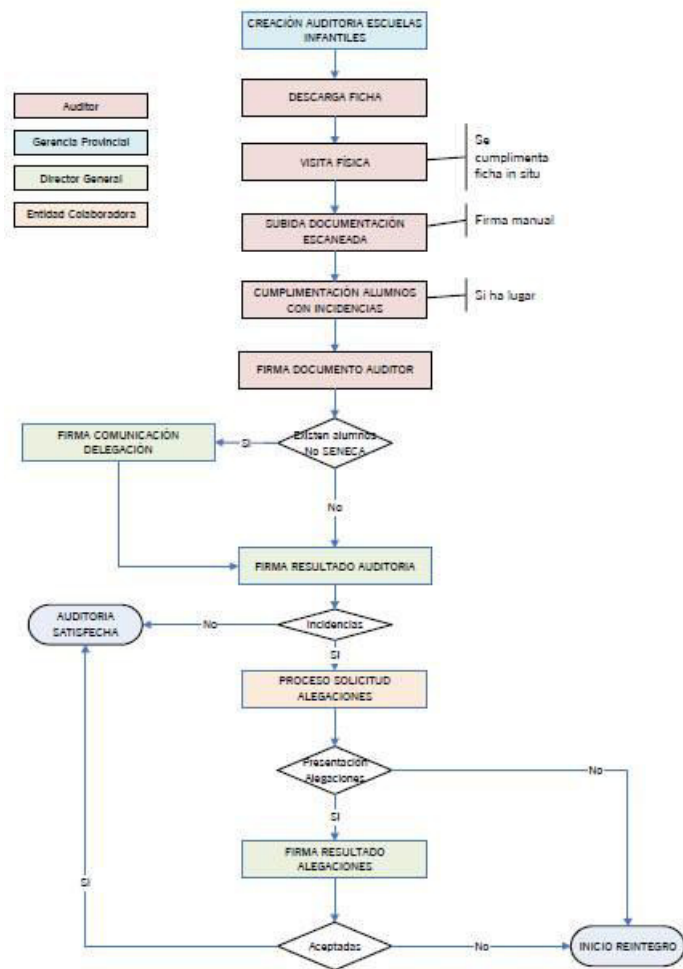 CREACIÓN AUDITORIA ESCUELAS
INFANTILES
DESCARGA FICHA
Auditor
Gerencia Provincial
Director General
Entidad Colaboradora
VISITA FÍSICA
Se
cumplimenta
ficha in situ
SUBIDA DOCUMENTACIÓN
ESCANEADA
Firma manual
CUMPLIMENTACIÓN ALUMNOS
CON INCIDENCIAS
Si ha lugar
FIRMA DOCUMENTO AUDITOR
FIRMA COMUNICACIÓN
DELEGACIÓN
SI
Existen alumnos
No SENECA
No
FIRMA RESULTADO AUDITORIA
AUDITORIA
SATISFECHA
No
Incidencias
SI
PROCESO SOLICITUD
ALEGACIONES
Presentación
Alegaciones
No
SI
FIRMA RESULTADO
ALEGACIONES
SI
Aceptadas
No
INICIO REINTEGRO